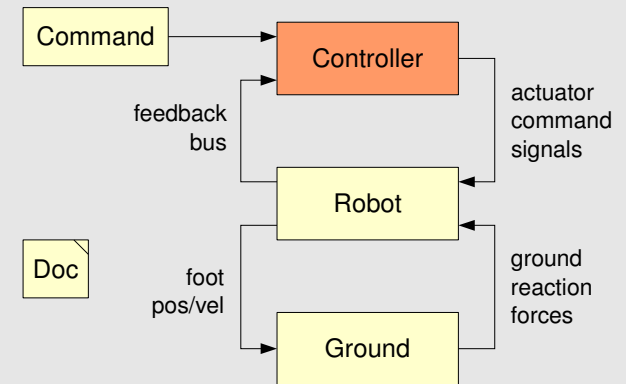 Command
Controller
feedback
bus
actuator
command
signals
Robot
Doc
foot
pos/vel
ground
reaction
forces
Ground